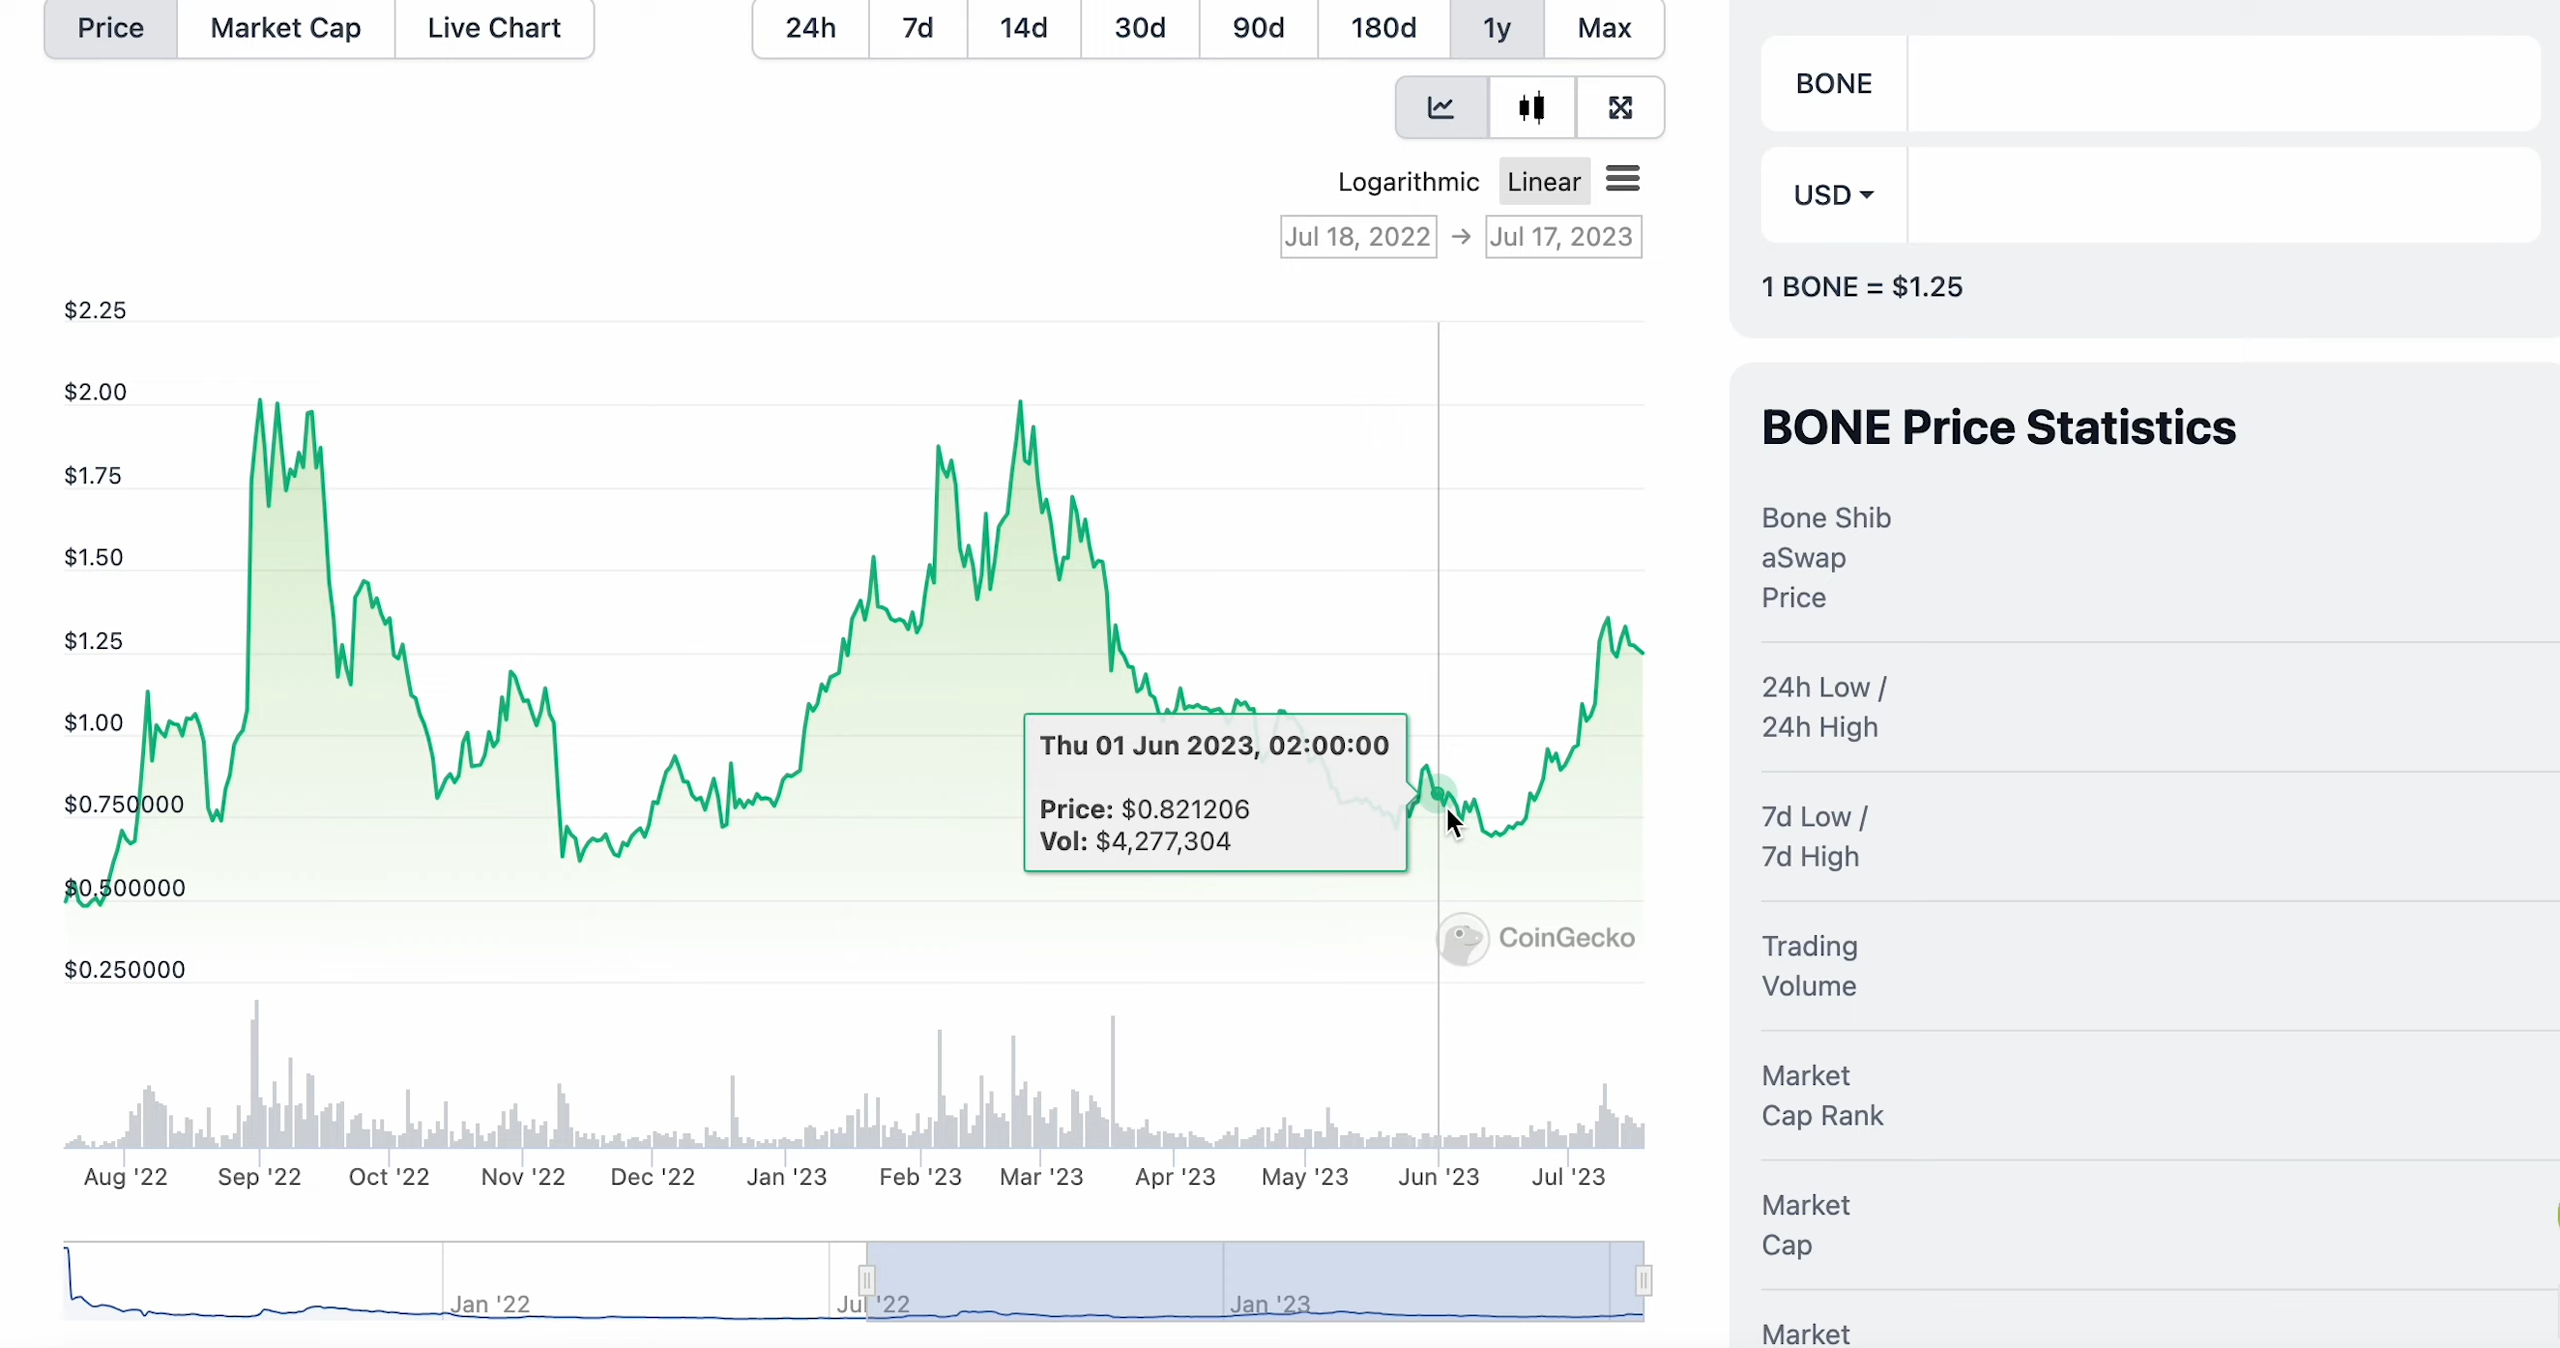 Price Market Cap Live Chart 24h 7d 14d 30d 90d 180d 1y Max
Logarithmic Linear
Jul 18, 2022 → Jul 17, 2023
$2.25
$2.00
$1.75
$1.50
$1.25
$1.00
$0.750000
$0.500000
$0.250000
Thu 01 Jun 2023, 02:00:00
Price: $0.821206
Vol: $4,277,304
CoinGecko
Aug '22 Sep '22 Oct '22 Nov '22 Dec '22 Jan '23 Feb '23 Mar '23 Apr '23 May '23 Jun '23 Jul '23
Jan '22 Jul '22 Jan '23
BONE
USD
1 BONE = $1.25
BONE Price Statistics
Bone Shib
aSwap
Price
24h Low /
24h High
7d Low /
7d High
Trading
Volume
Market
Cap Rank
Market
Cap
Market